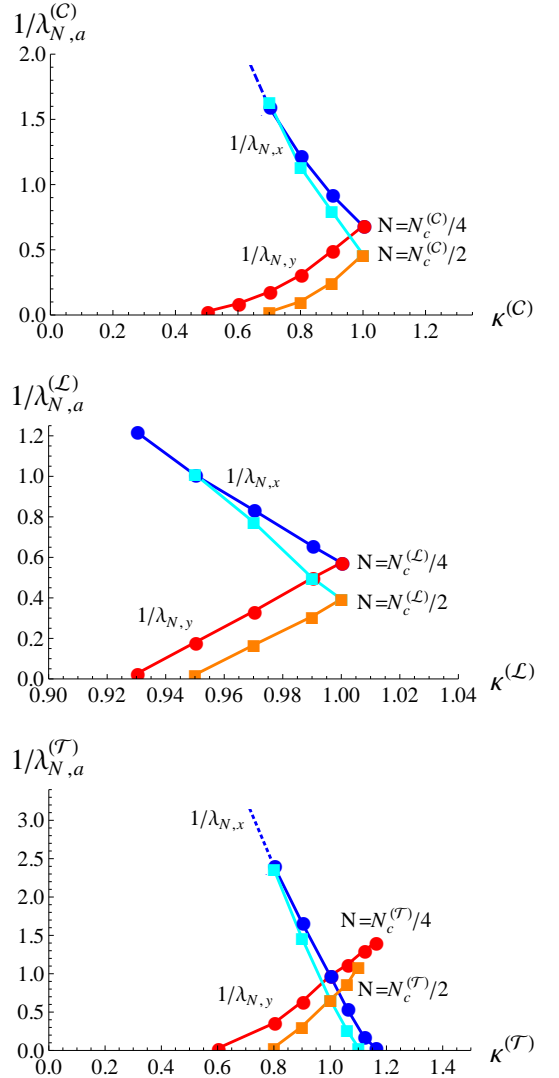 1/λ_{N,a}^{(𝒞)}
2.0
1.5
1/λ_{N,x}
1.0
N=N_c^{(𝒞)}/4
1/λ_{N,y}
N=N_c^{(𝒞)}/2
0.5
0.0
0.0 0.2 0.4 0.6 0.8 1.0 1.2 κ^{(𝒞)}
1/λ_{N,a}^{(ℒ)}
1.2
1/λ_{N,x}
1.0
0.8
0.6
N=N_c^{(ℒ)}/4
0.4
N=N_c^{(ℒ)}/2
1/λ_{N,y}
0.2
0.0
0.90 0.92 0.94 0.96 0.98 1.00 1.02 1.04 κ^{(ℒ)}
1/λ_{N,a}^{(𝒯)}
1/λ_{N,x}
3.0
2.5
2.0
N=N_c^{(𝒯)}/4
1.5
1.0
N=N_c^{(𝒯)}/2
1/λ_{N,y}
0.5
0.0
0.0 0.2 0.4 0.6 0.8 1.0 1.2 1.4 κ^{(𝒯)}